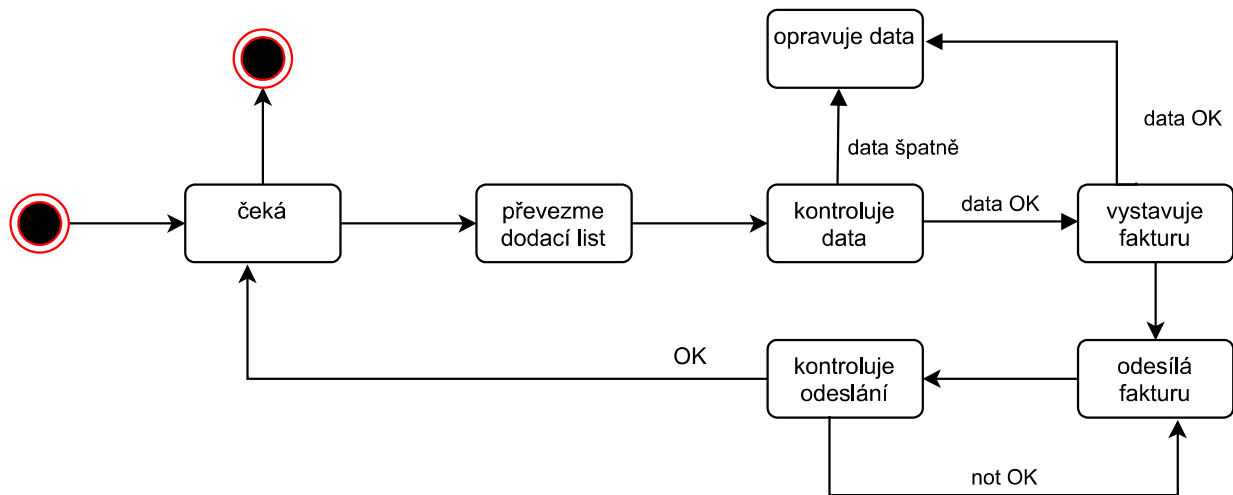 opravuje data
data OK
data špatně
čeká
převezme
dodací list
kontroluje
data
data OK
vystavuje
fakturu
OK
kontroluje
odeslání
odesílá
fakturu
not OK